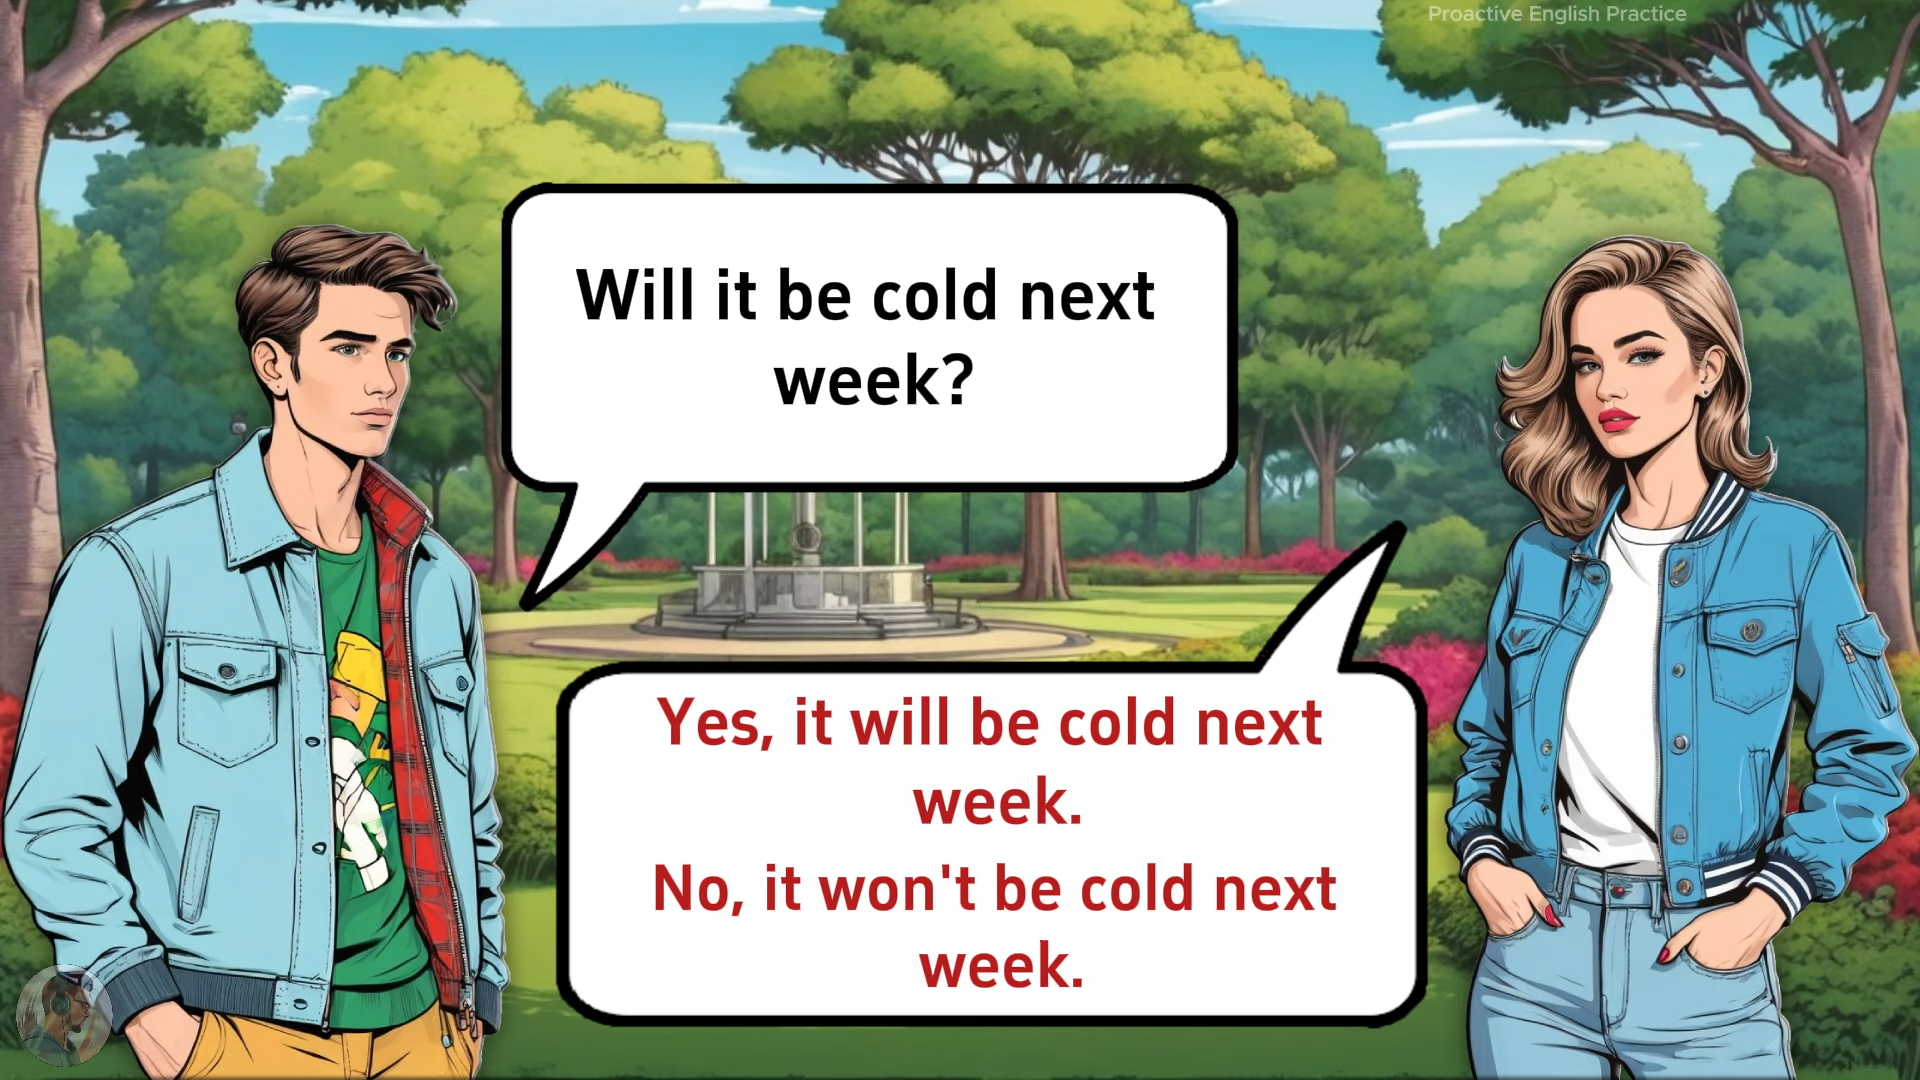 Proactive English Practice
Will it be cold next
week?
Yes, it will be cold next
week.
No, it won't be cold next
week.